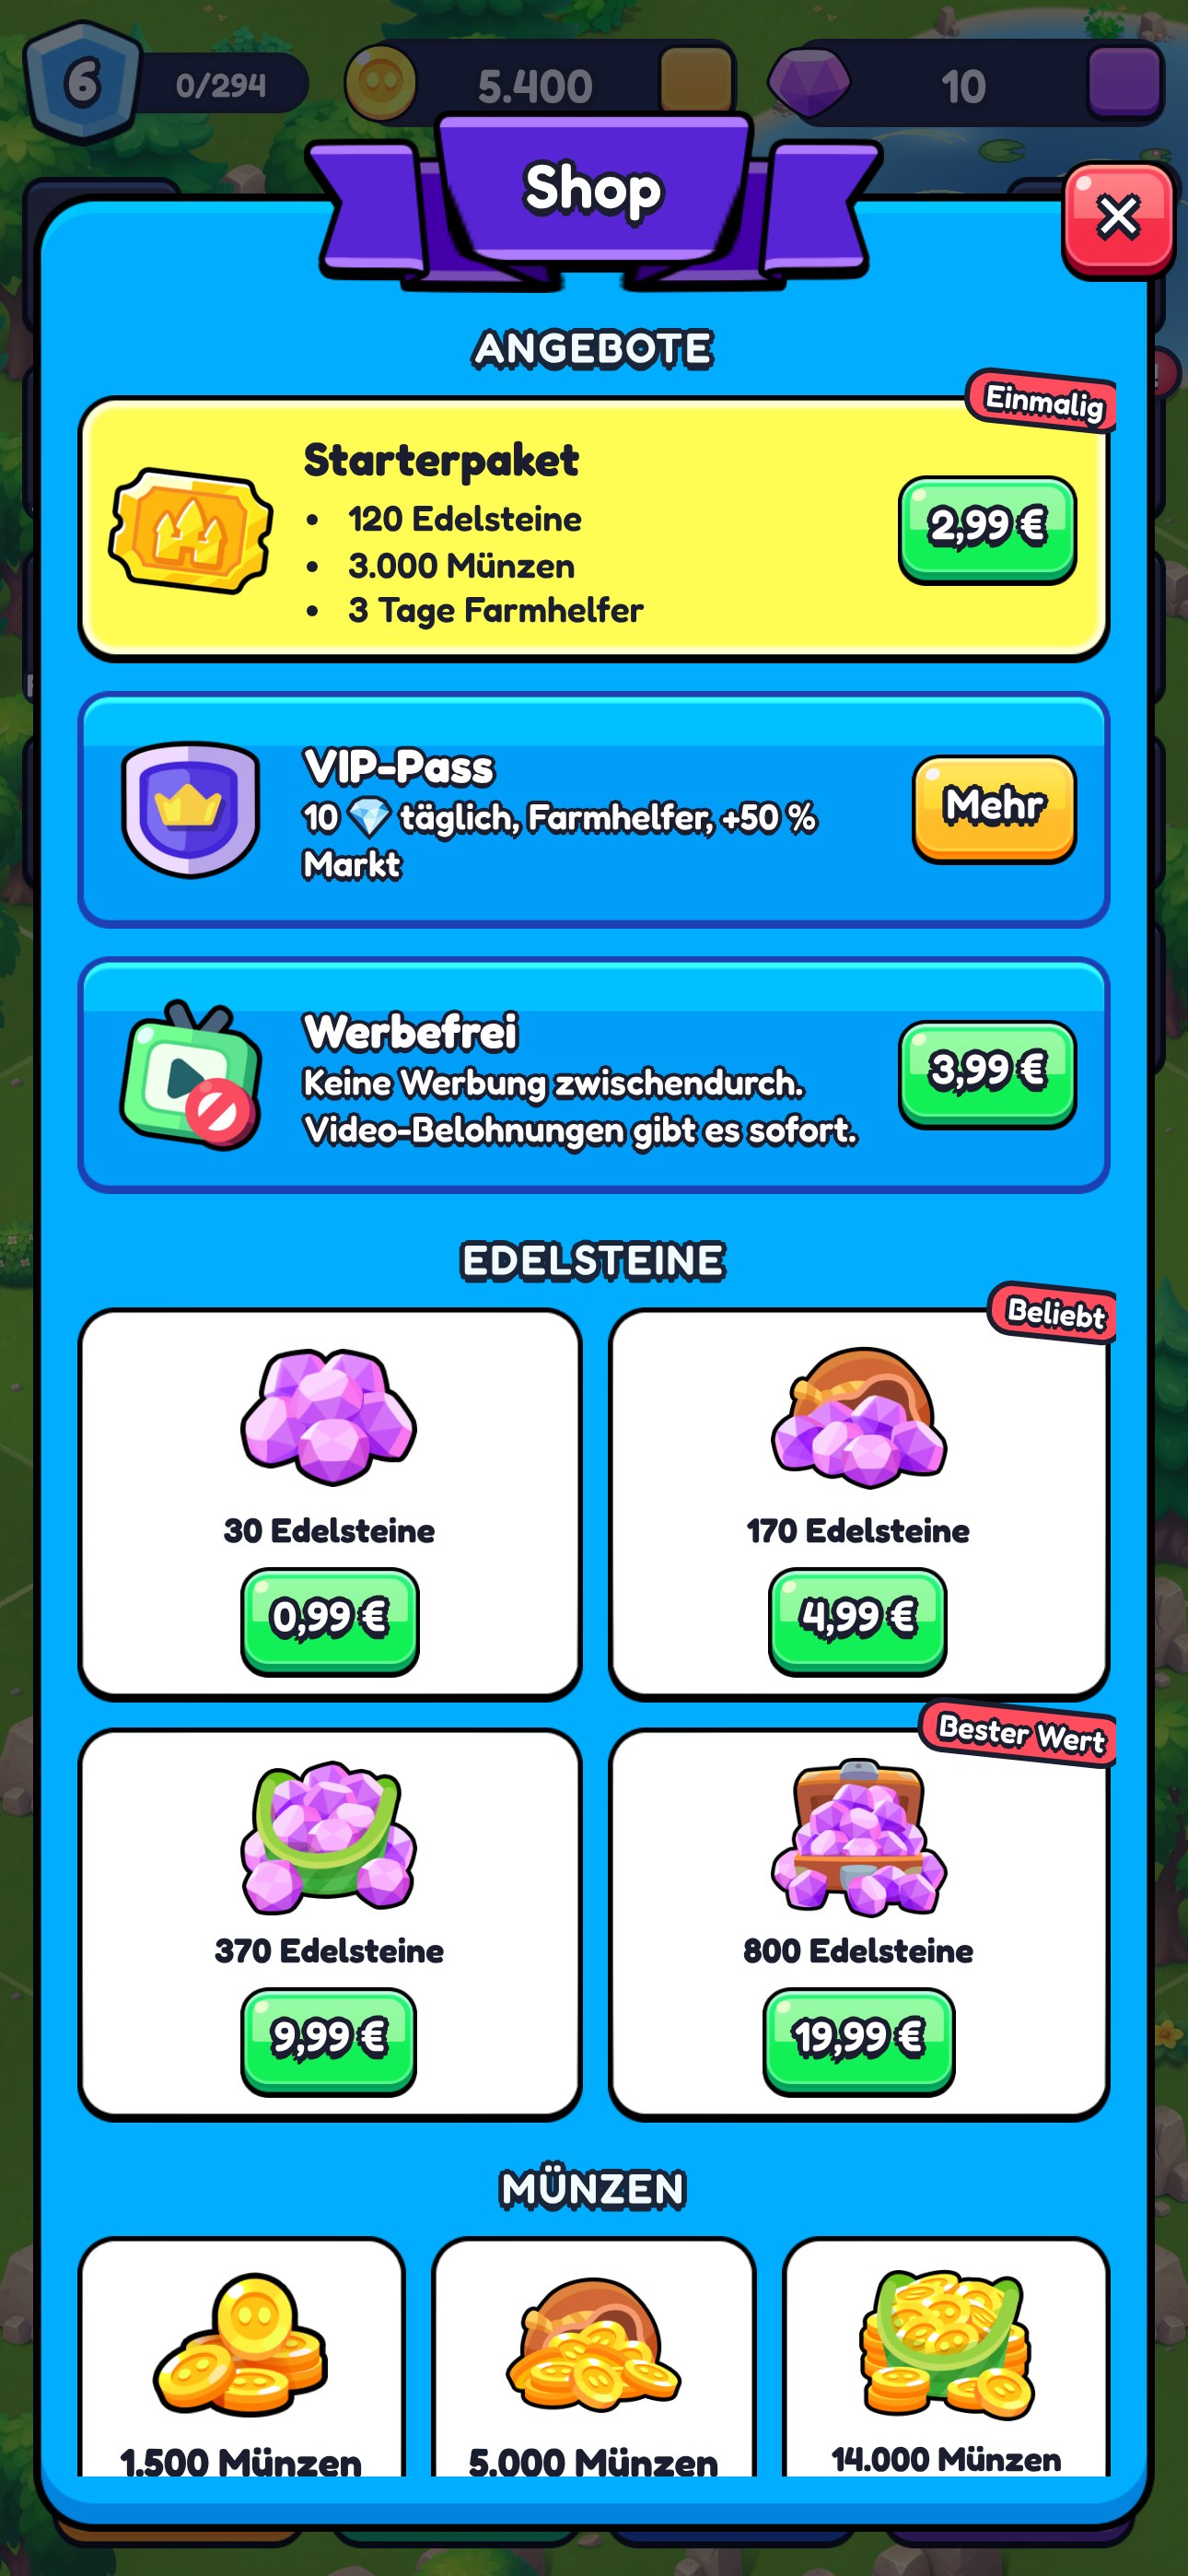 6
0/294
5.400
10
Shop
ANGEBOTE
Einmalig
Starterpaket
• 120 Edelsteine
• 3.000 Münzen
• 3 Tage Farmhelfer
2,99 €
VIP-Pass
10 💎 täglich, Farmhelfer, +50 %
Markt
Mehr
Werbefrei
Keine Werbung zwischendurch.
Video-Belohnungen gibt es sofort.
3,99 €
EDELSTEINE
30 Edelsteine
0,99 €
Beliebt
170 Edelsteine
4,99 €
370 Edelsteine
9,99 €
Bester Wert
800 Edelsteine
19,99 €
MÜNZEN
1.500 Münzen
5.000 Münzen
14.000 Münzen